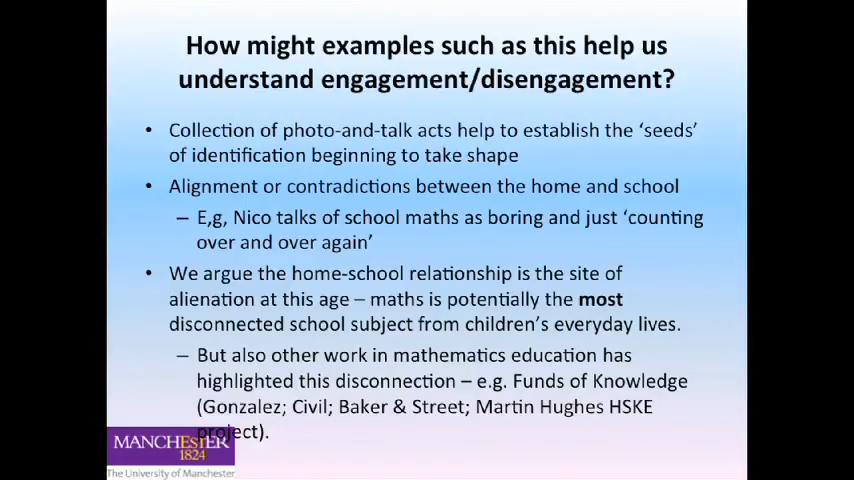 How might examples such as this help us
understand engagement/disengagement?
• Collection of photo-and-talk acts help to establish the ‘seeds’
of identification beginning to take shape
• Alignment or contradictions between the home and school
– E,g, Nico talks of school maths as boring and just ‘counting
over and over again’
• We argue the home-school relationship is the site of
alienation at this age – maths is potentially the most
disconnected school subject from children’s everyday lives.
– But also other work in mathematics education has
highlighted this disconnection – e.g. Funds of Knowledge
(Gonzalez; Civil; Baker & Street; Martin Hughes HSKE
project).
MANCHESTER
1824
The University of Manchester